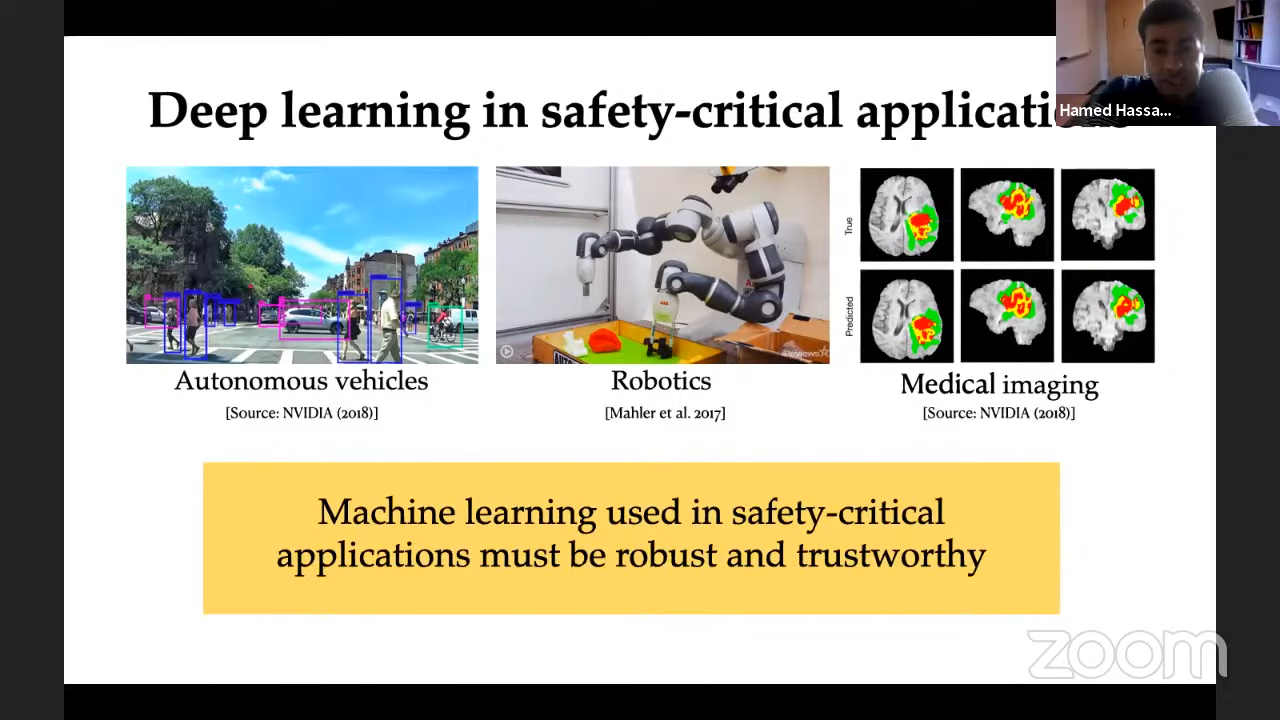 Deep learning in safety-critical applicati
Hamed Hassa...
True
Predicted
Autonomous vehicles
[Source: NVIDIA (2018)]
Robotics
[Mahler et al. 2017]
Medical imaging
[Source: NVIDIA (2018)]
Machine learning used in safety-critical
applications must be robust and trustworthy
zoom